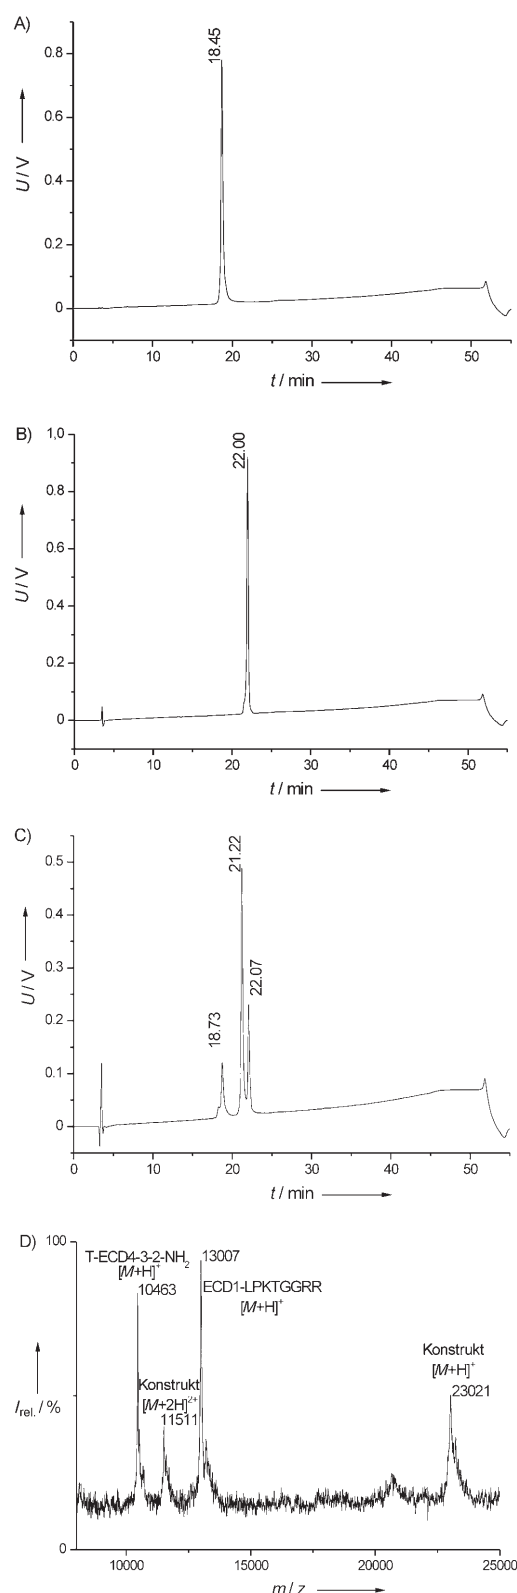 A)
18.45
0.8
0.6
0.4
0.2
0
U / V
0 10 20 30 40 50
t / min
B)
22.00
1,0
0.8
0.6
0.4
0.2
0
U / V
0 10 20 30 40 50
t / min
C)
21.22
22.07
18.73
0.5
0.4
0.3
0.2
0.1
0
U / V
0 10 20 30 40 50
t / min
D)
100
T-ECD4-3-2-NH2
[M+H]+
10463
13007
ECD1-LPKTGGRR
[M+H]+
Konstrukt
[M+2H]2+
11511
Konstrukt
[M+H]+
23021
Irel. / %
0
10000 15000 20000 25000
m / z